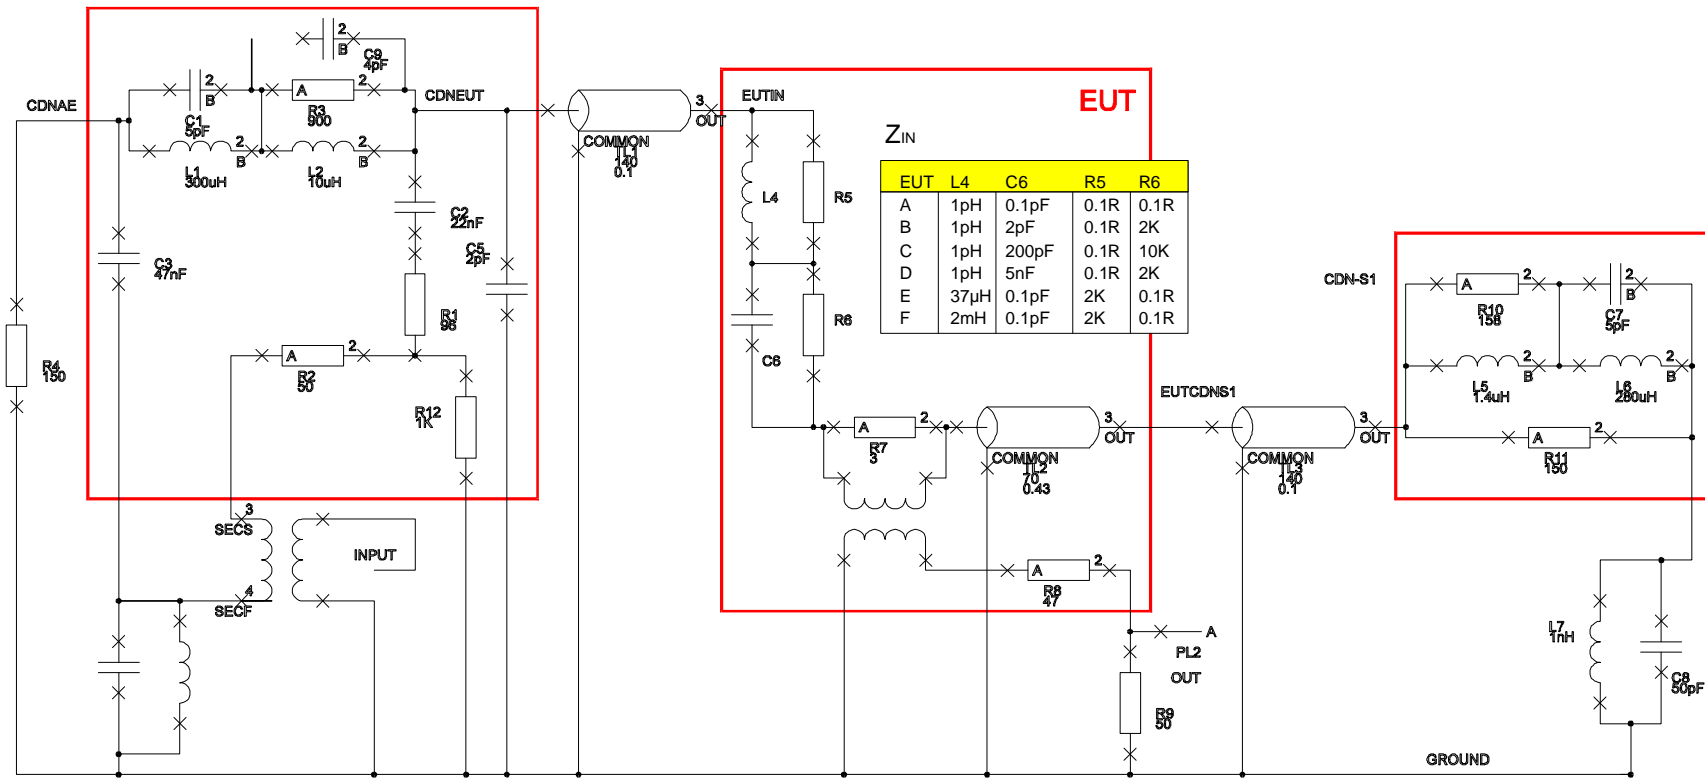 2
B
C9
4pF
CDNAE
2
B
C1
5pF
A
2
R3
900
CDNEUT
2
B
L1
300uH
2
B
L2
10uH
C2
22nF
C5
2pF
C3
47nF
R1
96
R4
150
A
2
R2
50
R12
1K
3
SECS
INPUT
4
SECF
3
OUT
COMMON
TL1
140
0.1
EUTIN
EUT
ZIN
EUT L4 C6 R5 R6
A 1pH 0.1pF 0.1R 0.1R
B 1pH 2pF 0.1R 2K
C 1pH 200pF 0.1R 10K
D 1pH 5nF 0.1R 2K
E 37µH 0.1pF 2K 0.1R
F 2mH 0.1pF 2K 0.1R
L4
R5
R6
C6
A
2
R7
3
3
OUT
COMMON
TL2
70
0.43
EUTCDNS1
3
OUT
COMMON
TL3
140
0.1
A
2
R8
47
A
PL2
OUT
R9
50
CDN-S1
A
2
R10
158
2
B
C7
5pF
2
B
L5
1.4uH
2
B
L6
280uH
A
2
R11
150
L7
1nH
C8
50pF
GROUND